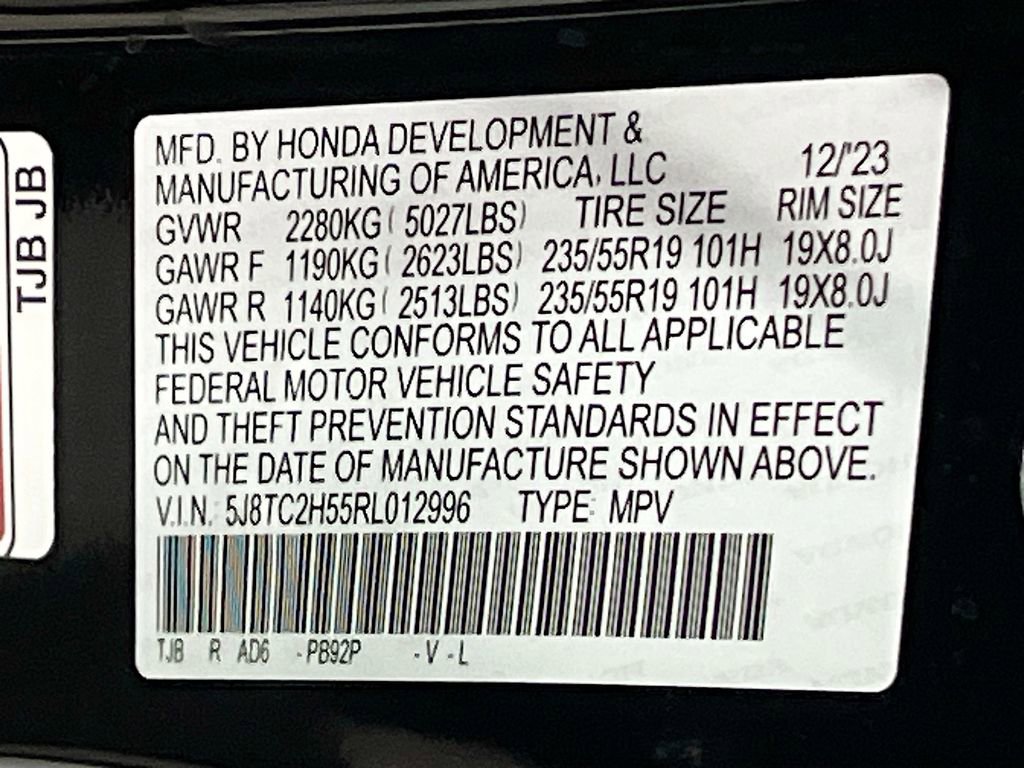 TJB JB
MFD. BY HONDA DEVELOPMENT &
MANUFACTURING OF AMERICA, LLC 12/'23
GVWR 2280KG ( 5027LBS) TIRE SIZE RIM SIZE
GAWR F 1190KG ( 2623LBS) 235/55R19 101H 19X8.0J
GAWR R 1140KG ( 2513LBS) 235/55R19 101H 19X8.0J
THIS VEHICLE CONFORMS TO ALL APPLICABLE
FEDERAL MOTOR VEHICLE SAFETY
AND THEFT PREVENTION STANDARDS IN EFFECT
ON THE DATE OF MANUFACTURE SHOWN ABOVE.
V.I.N. 5J8TC2H55RL012996 TYPE: MPV
TJB R AD6 -PB92P -V -L